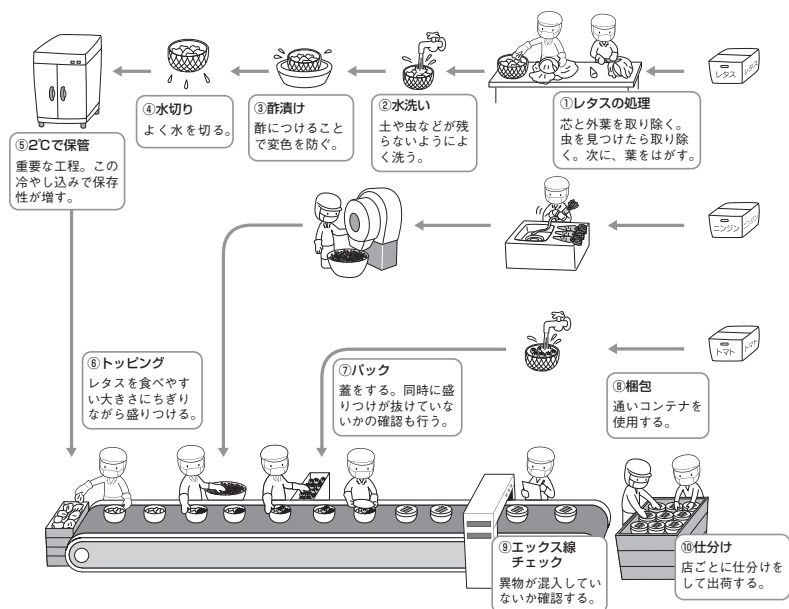 レタス
レタス
①レタスの処理
芯と外葉を取り除く。
虫を見つけたら取り除
く。次に、葉をはがす。
②水洗い
土や虫などが残
らないようによ
く洗う。
③酢漬け
酢につけること
で変色を防ぐ。
④水切り
よく水を切る。
⑤2℃で保管
重要な工程。この
冷やし込みで保存
性が増す。
ニンジン
ニンジン
トマト
トマト
⑥トッピング
レタスを食べやす
い大きさにちぎり
ながら盛りつける。
⑦パック
蓋をする。同時に盛
りつけが抜けていな
いかの確認も行う。
⑧梱包
通いコンテナを
使用する。
⑨エックス線
チェック
異物が混入してい
ないか確認する。
⑩仕分け
店ごとに仕分けを
して出荷する。